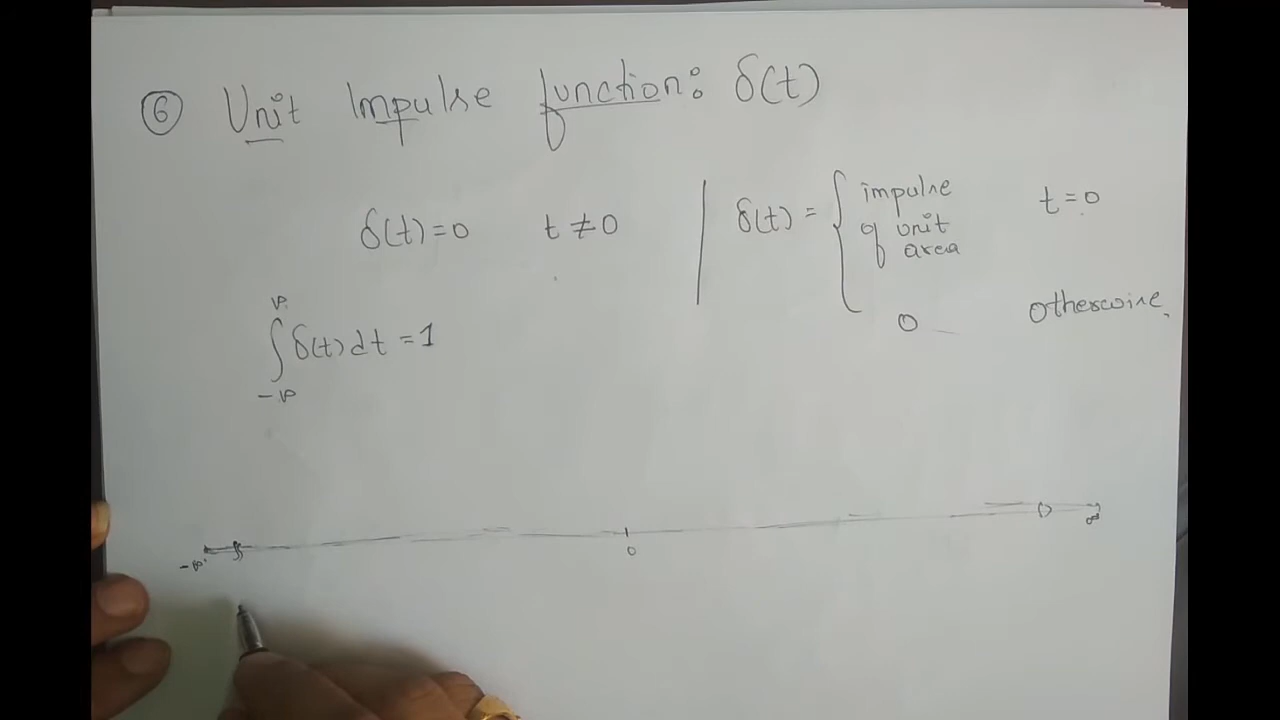 ⑥ Unit Impulse function: δ(t)
δ(t) = 0 t ≠ 0
δ(t) = { impulse of unit area t = 0
0 otherwise
∫ δ(t) dt = 1
∞
-∞
-∞ 0 ∞